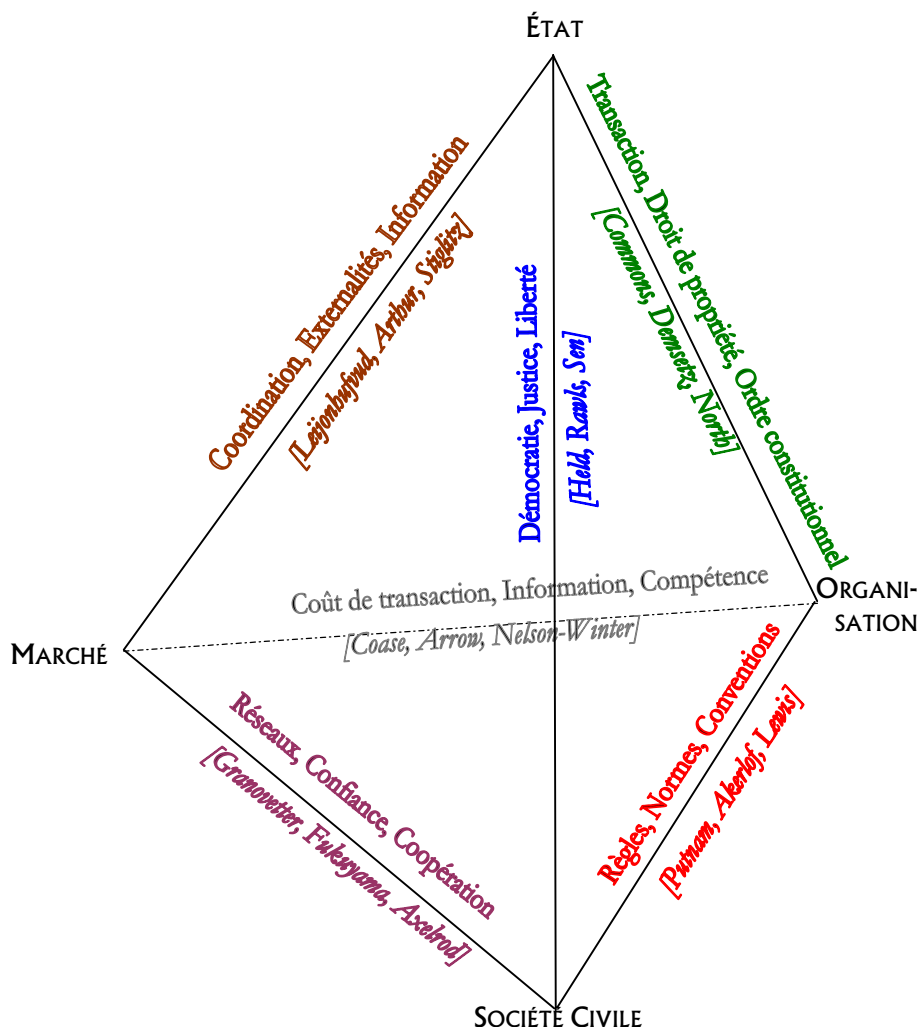 ÉTAT
Transaction, Droit de propriété, Ordre constitutionnel
[Commons, Demsetz, North]
Coordination, Externalités, Information
[Leijonhufvud, Arthur, Stiglitz]
Démocratie, Justice, Liberté
[Held, Rawls, Sen]
Coût de transaction, Information, Compétence
[Coase, Arrow, Nelson-Winter]
ORGANI-
SATION
MARCHÉ
Réseaux, Confiance, Coopération
[Granovetter, Fukuyama, Axelrod]
Règles, Normes, Conventions
[Putnam, Akerlof, Lewis]
SOCIÉTÉ CIVILE